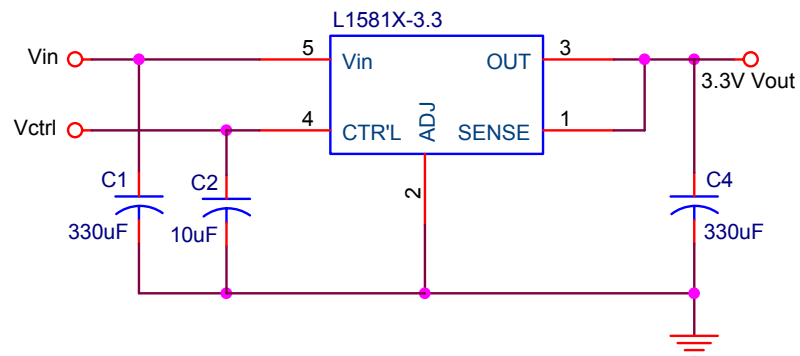 L1581X-3.3
Vin
5
Vin
OUT
3
3.3V Vout
Vctrl
4
CTR'L
ADJ
SENSE
1
2
C1
330uF
C2
10uF
C4
330uF